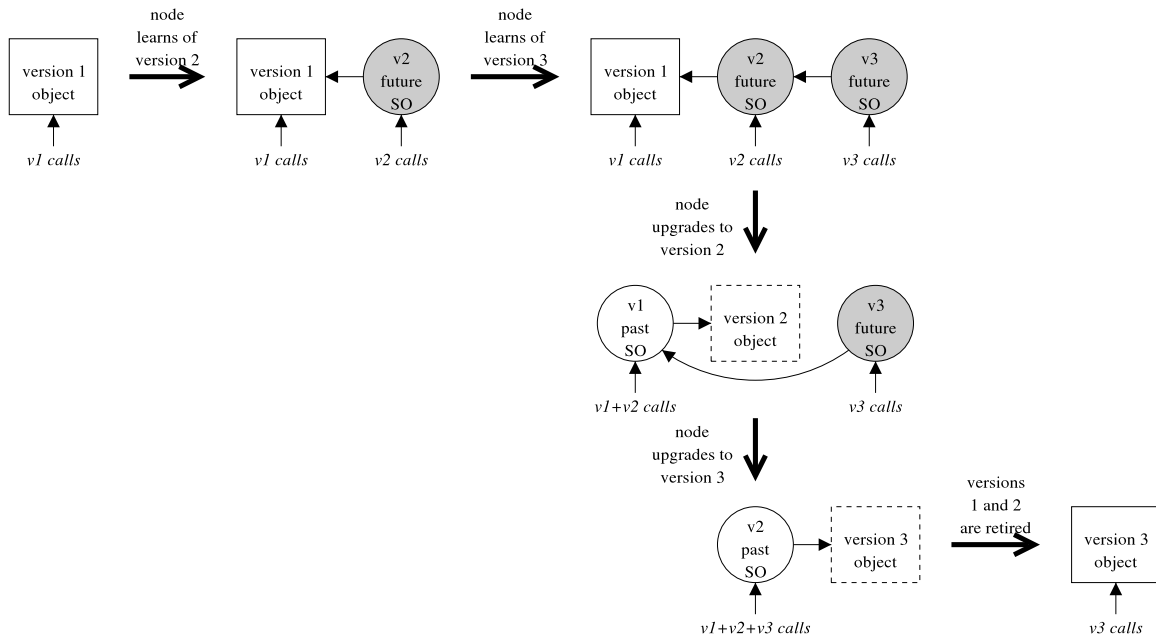 node
learns of
version 2
node
learns of
version 3
version 1
object
version 1
object
v2
future
SO
version 1
object
v2
future
SO
v3
future
SO
v1 calls
v1 calls
v2 calls
v1 calls
v2 calls
v3 calls
node
upgrades to
version 2
v1
past
SO
version 2
object
v3
future
SO
v1+v2 calls
v3 calls
node
upgrades to
version 3
v2
past
SO
version 3
object
versions
1 and 2
are retired
version 3
object
v1+v2+v3 calls
v3 calls